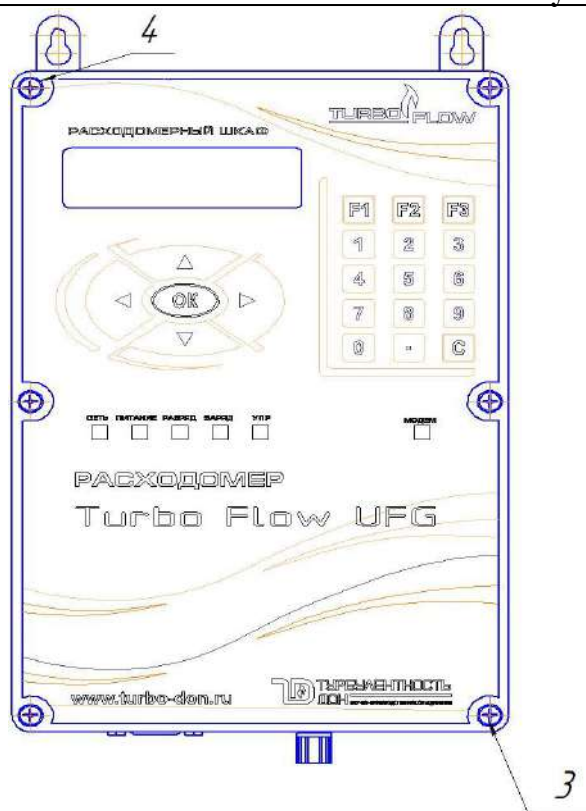 4
TURBO FLOW
РАСХОДОМЕРНЫЙ ШКАФ
F1 F2 F3
1 2 3
4 5 6
7 8 9
0 . C
OK
СЕТЬ ПИТАНИЕ РАЗРЯД ЗАРЯД УПР МОДЕМ
РАСХОДОМЕР
Turbo Flow UFG
www.turbo-don.ru
ТУРБУЛЕНТНОСТЬ
ДОН
3